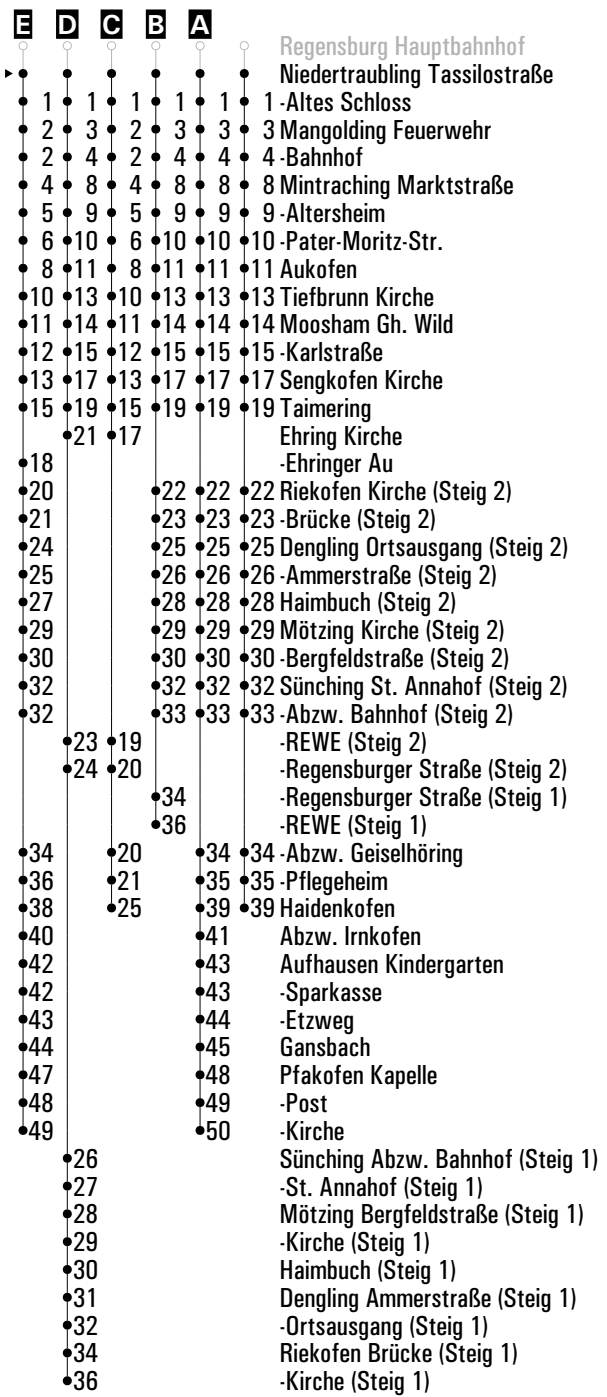 E D C B A
Regensburg Hauptbahnhof
Niedertraubling Tassilostraße
1 1 1 1 1 1 -Altes Schloss
2 3 2 3 3 3 Mangolding Feuerwehr
2 4 2 4 4 4 -Bahnhof
4 8 4 8 8 8 Mintraching Marktstraße
5 9 5 9 9 9 -Altersheim
6 10 6 10 10 10 -Pater-Moritz-Str.
8 11 8 11 11 11 Aukofen
10 13 10 13 13 13 Tiefbrunn Kirche
11 14 11 14 14 14 Moosham Gh. Wild
12 15 12 15 15 15 -Karlstraße
13 17 13 17 17 17 Sengkofen Kirche
15 19 15 19 19 19 Taimering
21 17 Ehring Kirche
18 -Ehringer Au
20 22 22 22 Riekofen Kirche (Steig 2)
21 23 23 23 -Brücke (Steig 2)
24 25 25 25 Dengling Ortsausgang (Steig 2)
25 26 26 26 -Ammerstraße (Steig 2)
27 28 28 28 Haimbuch (Steig 2)
29 29 29 29 Mötzing Kirche (Steig 2)
30 30 30 30 -Bergfeldstraße (Steig 2)
32 32 32 32 Sünching St. Annahof (Steig 2)
32 33 33 33 -Abzw. Bahnhof (Steig 2)
23 19 -REWE (Steig 2)
24 20 -Regensburger Straße (Steig 2)
34 -Regensburger Straße (Steig 1)
36 -REWE (Steig 1)
34 20 34 34 -Abzw. Geiselhöring
36 21 35 35 -Pflegeheim
38 25 39 39 Haidenkofen
40 41 Abzw. Irnkofen
42 43 Aufhausen Kindergarten
42 43 -Sparkasse
43 44 -Etzweg
44 45 Gansbach
47 48 Pfakofen Kapelle
48 49 -Post
49 50 -Kirche
26 Sünching Abzw. Bahnhof (Steig 1)
27 -St. Annahof (Steig 1)
28 Mötzing Bergfeldstraße (Steig 1)
29 -Kirche (Steig 1)
30 Haimbuch (Steig 1)
31 Dengling Ammerstraße (Steig 1)
32 -Ortsausgang (Steig 1)
34 Riekofen Brücke (Steig 1)
36 -Kirche (Steig 1)